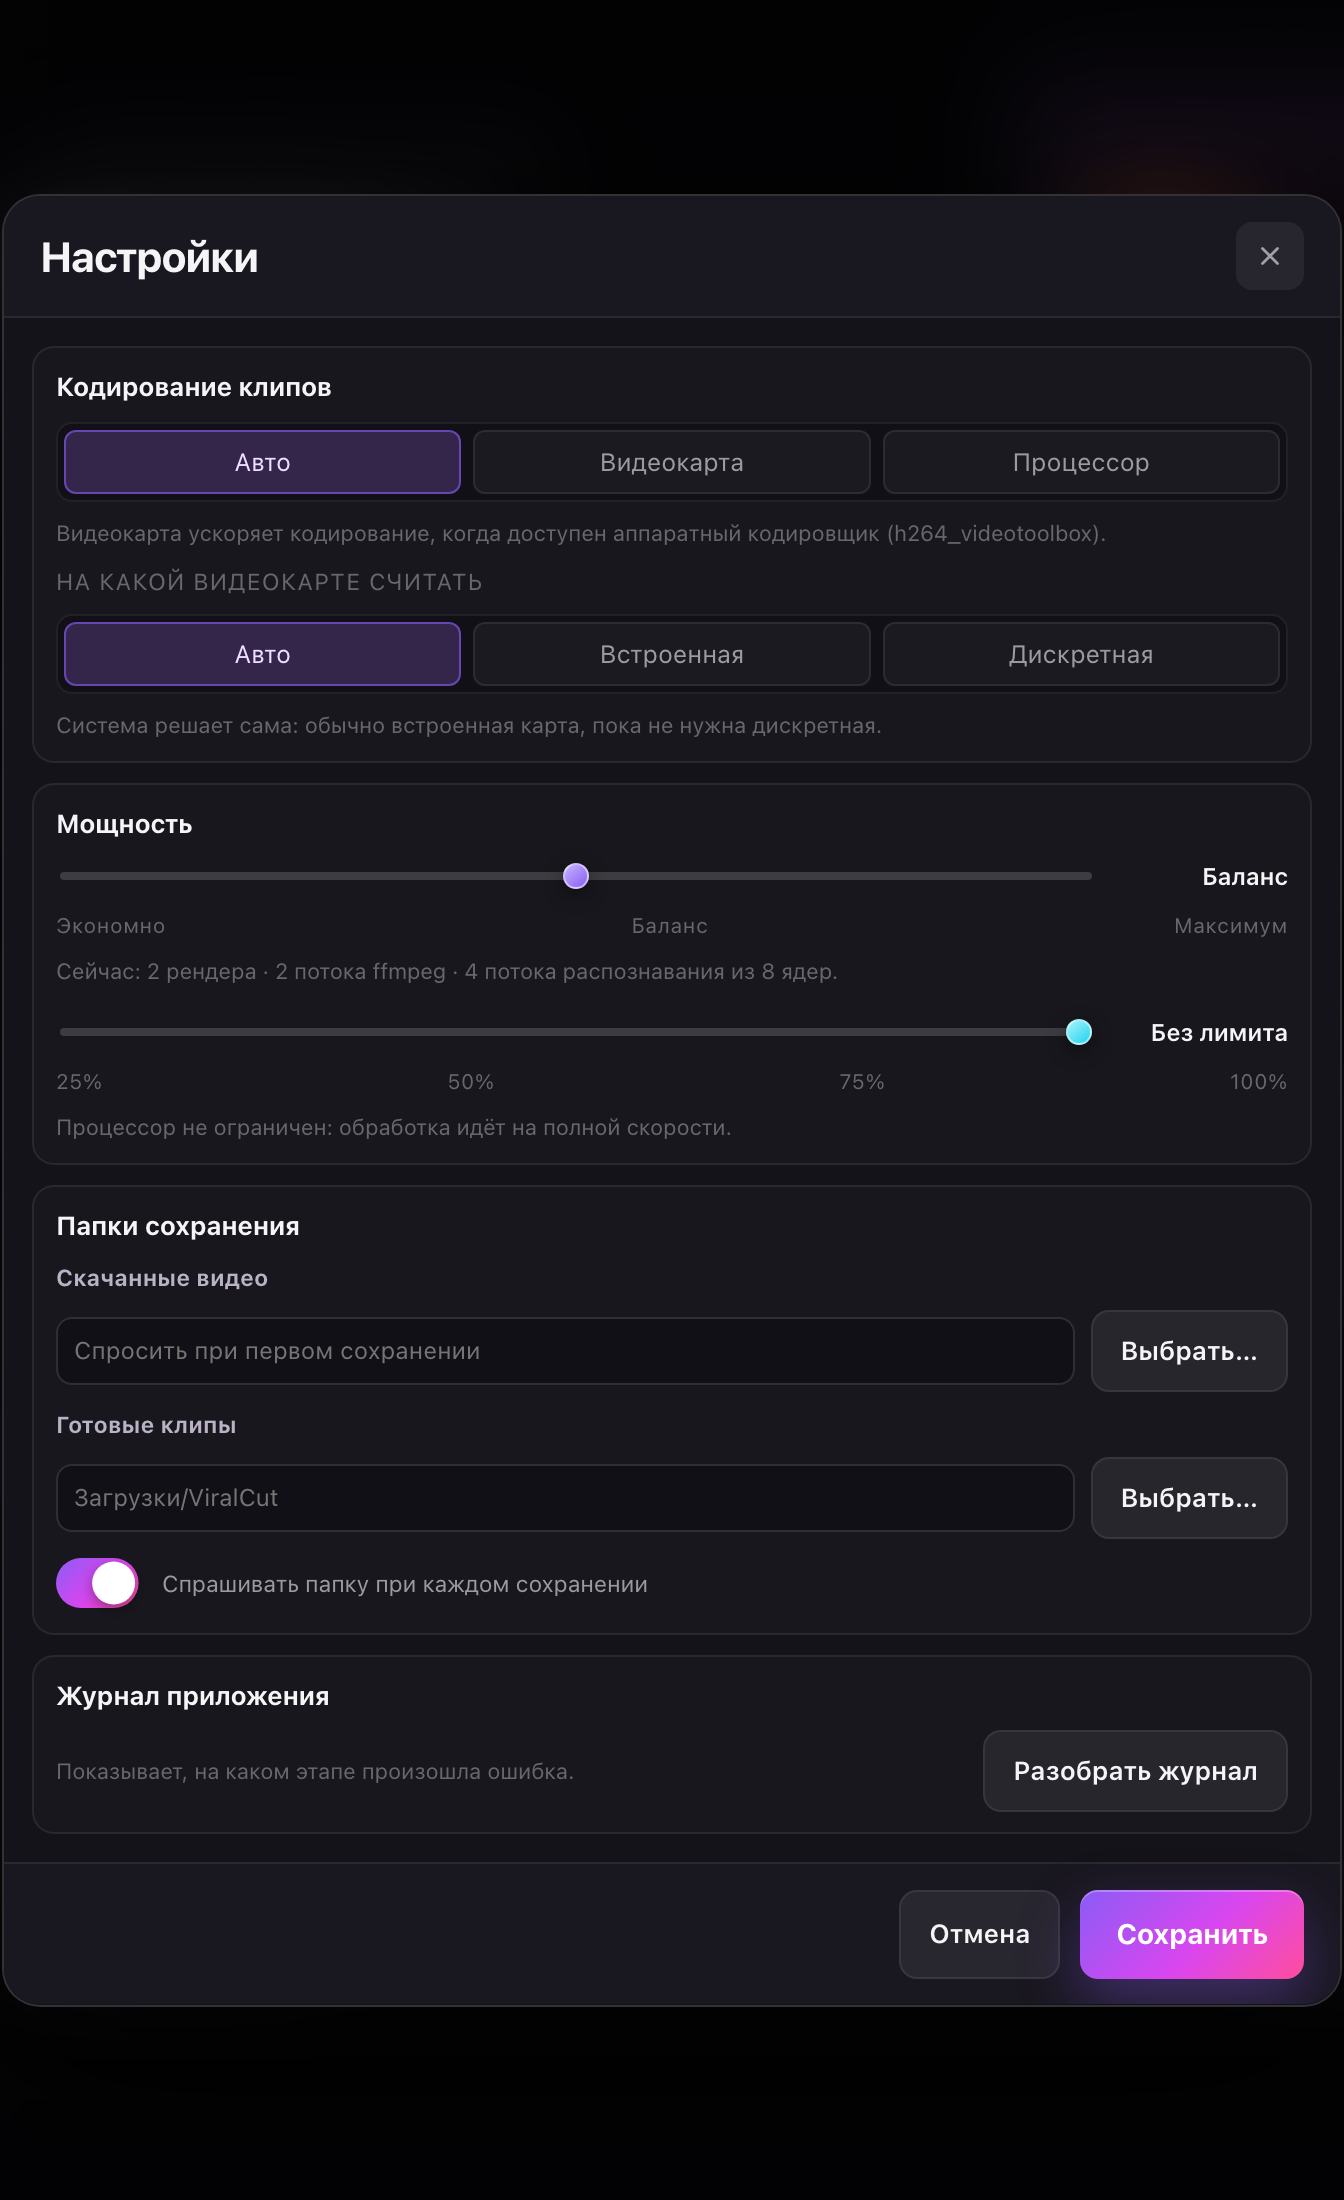 Настройки
Кодирование клипов
Авто Видеокарта Процессор
Видеокарта ускоряет кодирование, когда доступен аппаратный кодировщик (h264_videotoolbox).
НА КАКОЙ ВИДЕОКАРТЕ СЧИТАТЬ
Авто Встроенная Дискретная
Система решает сама: обычно встроенная карта, пока не нужна дискретная.
Мощность
Баланс
Экономно Баланс Максимум
Сейчас: 2 рендера · 2 потока ffmpeg · 4 потока распознавания из 8 ядер.
Без лимита
25% 50% 75% 100%
Процессор не ограничен: обработка идёт на полной скорости.
Папки сохранения
Скачанные видео
Спросить при первом сохранении Выбрать...
Готовые клипы
Загрузки/ViralCut Выбрать...
Спрашивать папку при каждом сохранении
Журнал приложения
Показывает, на каком этапе произошла ошибка. Разобрать журнал
Отмена Сохранить